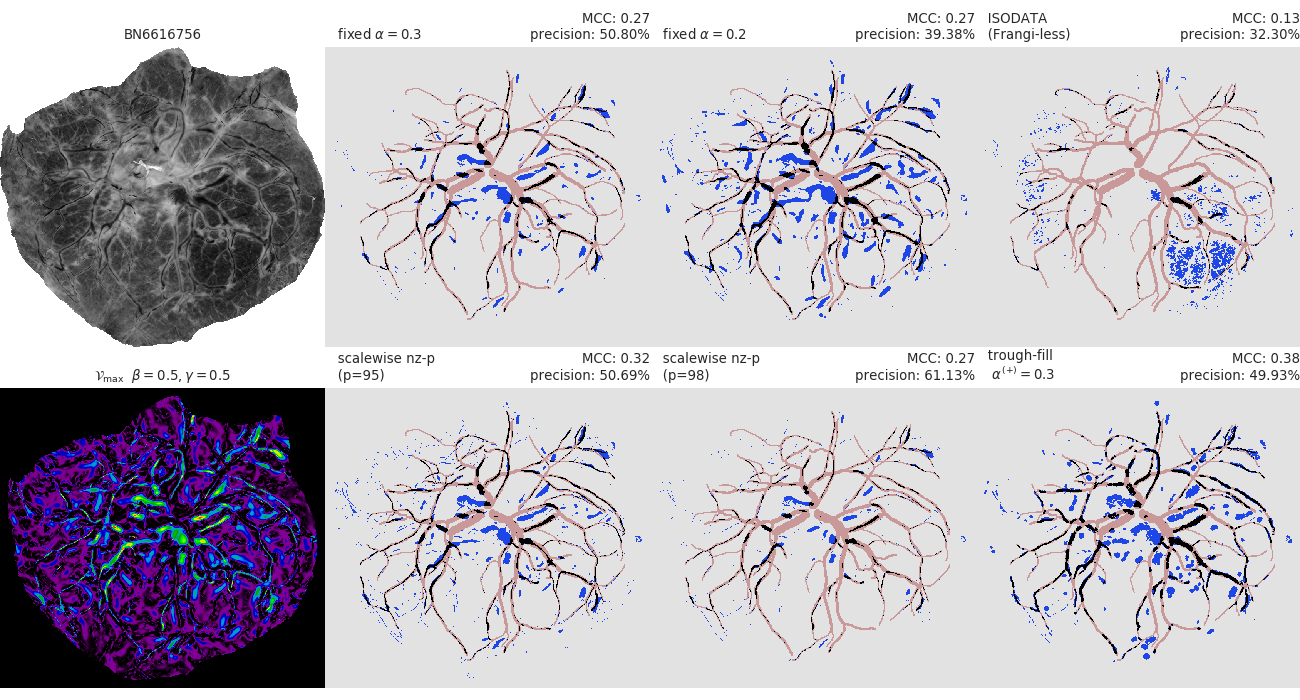 BN6616756
fixed α = 0.3
MCC: 0.27
precision: 50.80%
fixed α = 0.2
MCC: 0.27
precision: 39.38%
ISODATA
(Frangi-less)
MCC: 0.13
precision: 32.30%
𝒱max β = 0.5, γ = 0.5
scalewise nz-p
(p=95)
MCC: 0.32
precision: 50.69%
scalewise nz-p
(p=98)
MCC: 0.27
precision: 61.13%
trough-fill
α(+) = 0.3
MCC: 0.38
precision: 49.93%